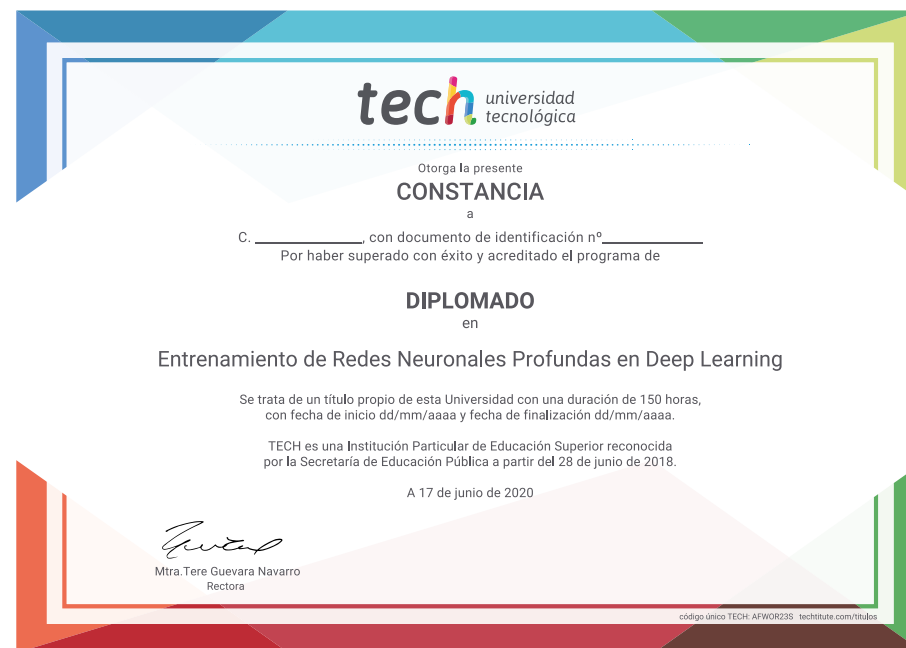 tech universidad
tecnológica
Otorga la presente
CONSTANCIA
a
C. ____________, con documento de identificación nº____________
Por haber superado con éxito y acreditado el programa de
DIPLOMADO
en
Entrenamiento de Redes Neuronales Profundas en Deep Learning
Se trata de un título propio de esta Universidad con una duración de 150 horas,
con fecha de inicio dd/mm/aaaa y fecha de finalización dd/mm/aaaa.
TECH es una Institución Particular de Educación Superior reconocida
por la Secretaría de Educación Pública a partir del 28 de junio de 2018.
A 17 de junio de 2020
Mtra.Tere Guevara Navarro
Rectora
código único TECH: AFWOR23S techtitute.com/titulos